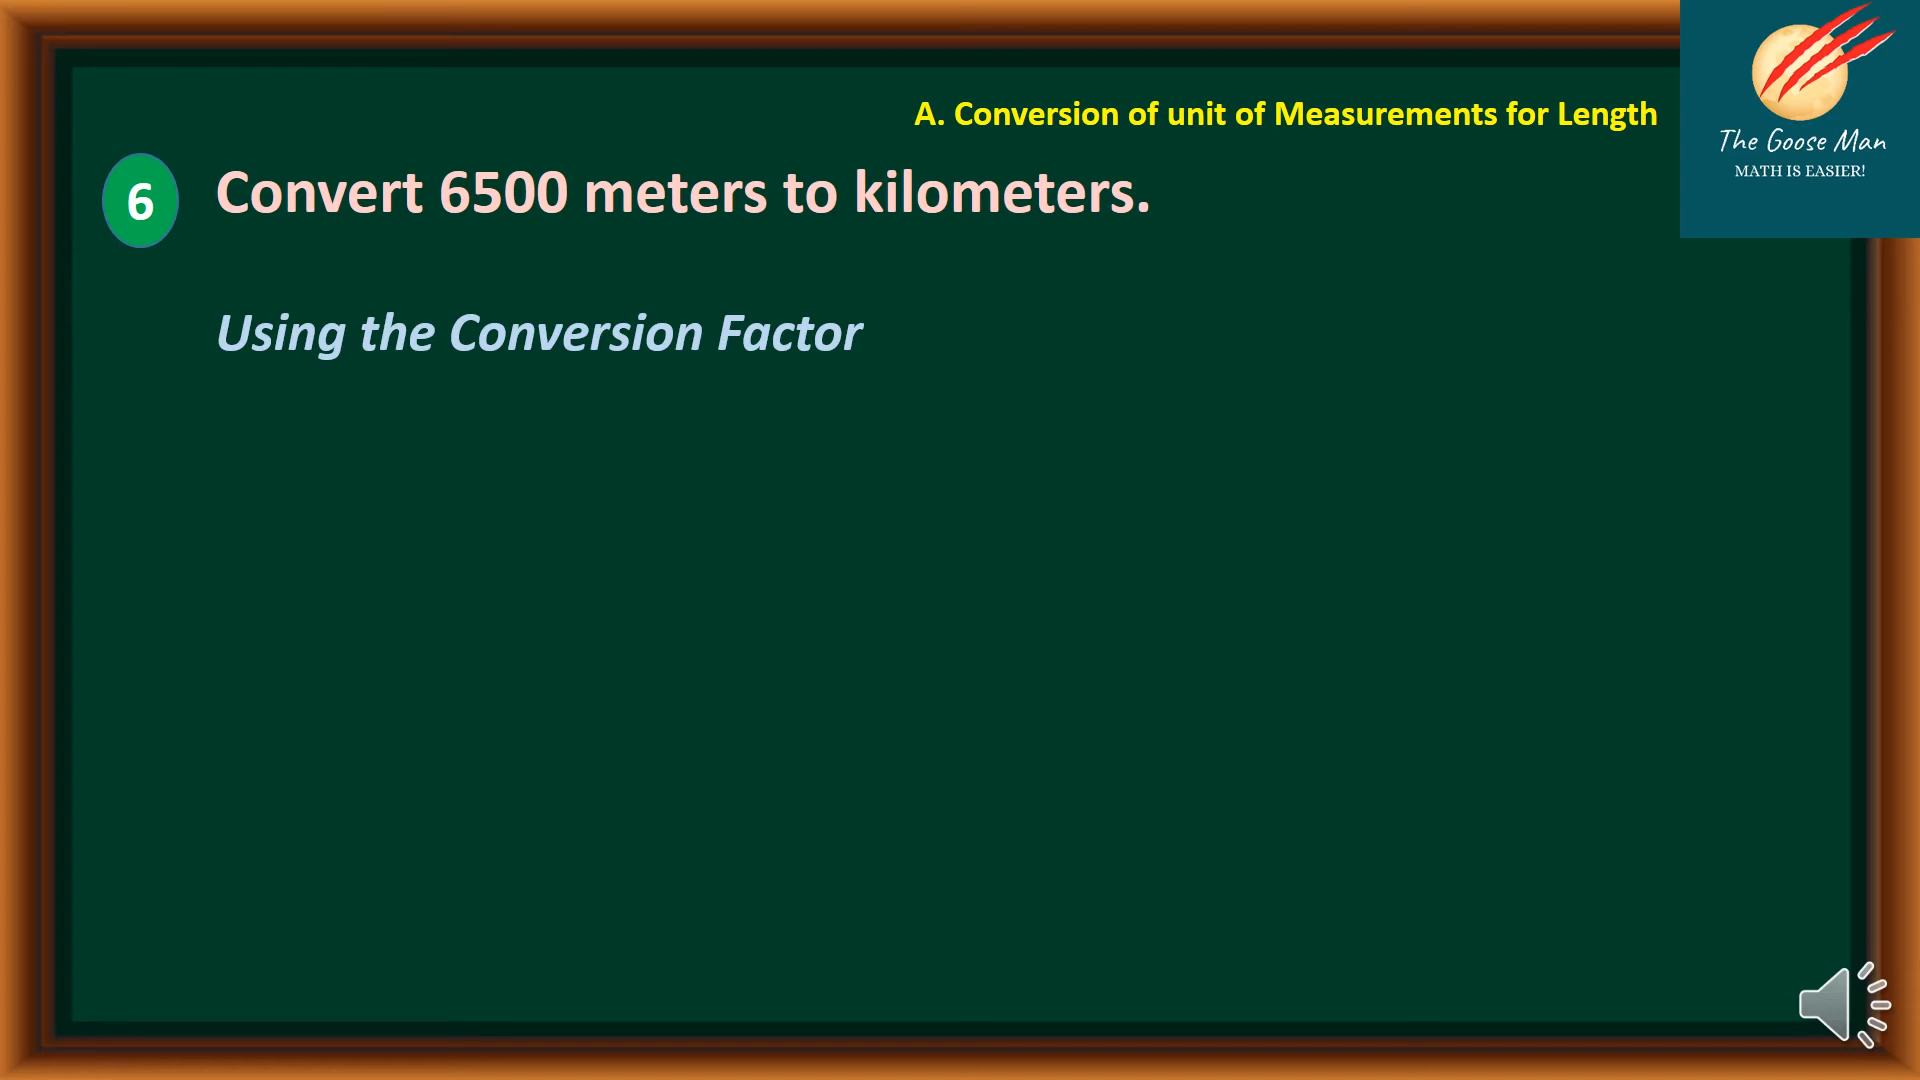 A. Conversion of unit of Measurements for Length
The Goose Man
MATH IS EASIER!
6 Convert 6500 meters to kilometers.
Using the Conversion Factor